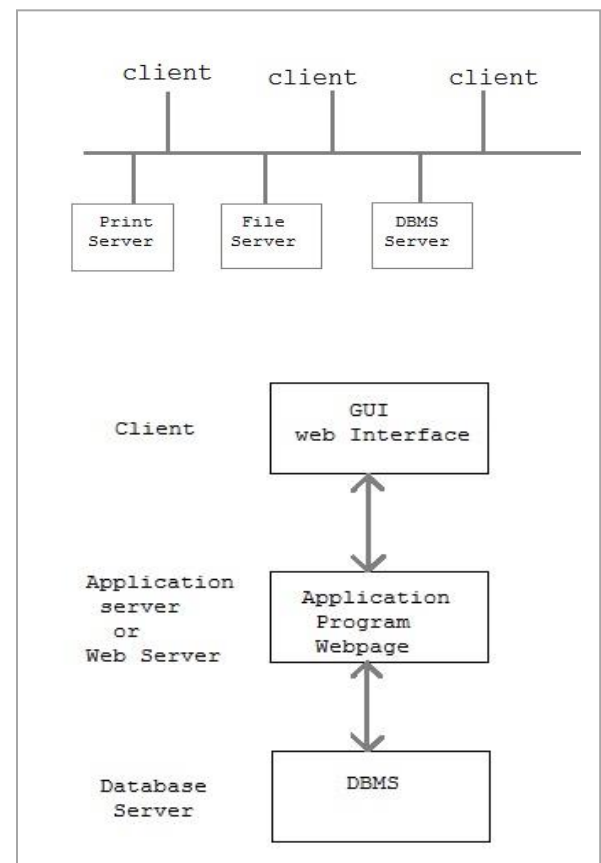 client client client
Print
Server
File
Server
DBMS
Server
Client
GUI
web Interface
Application
server
or
Web Server
Application
Program
Webpage
Database
Server
DBMS